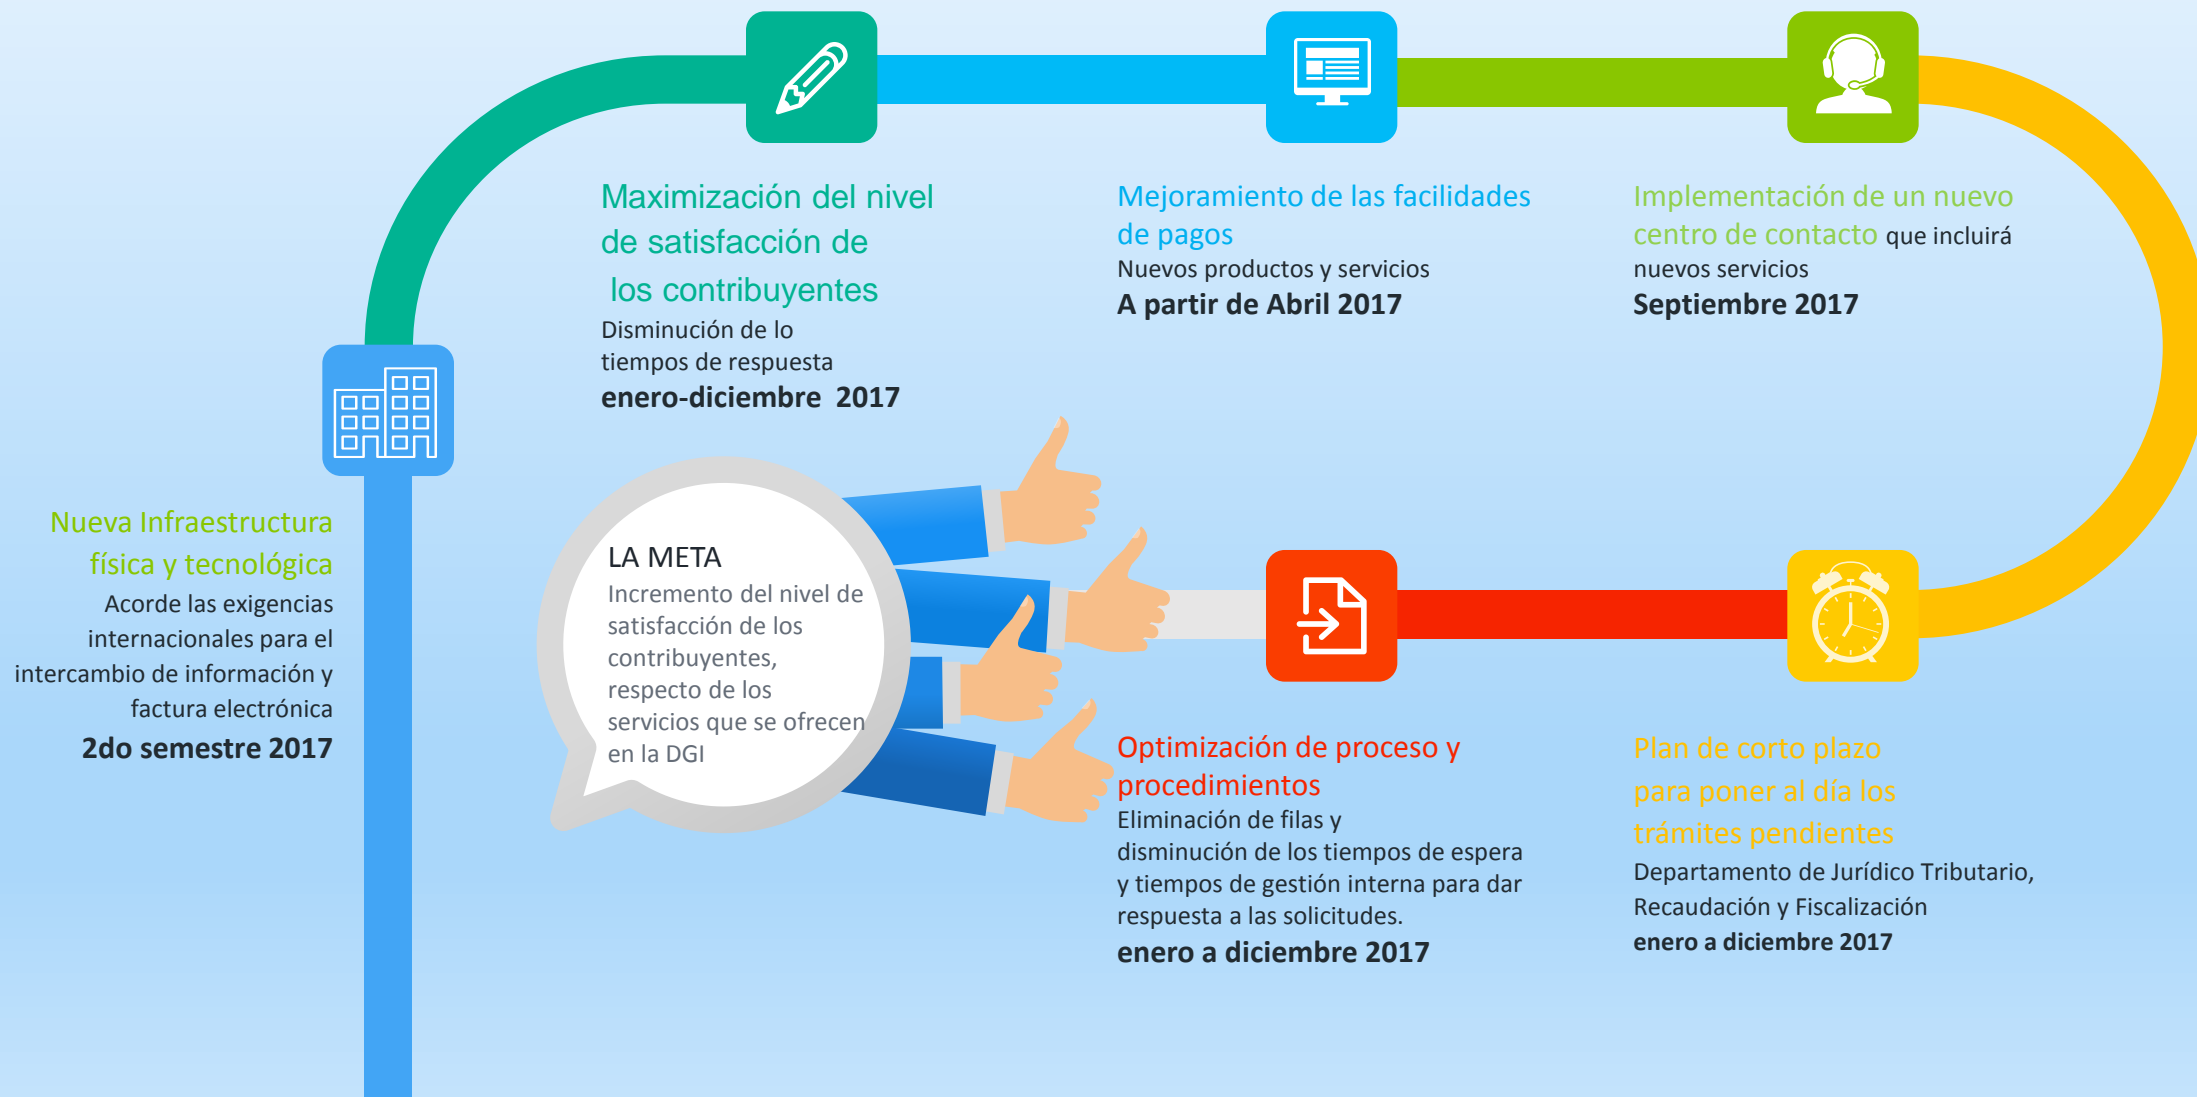 Maximización del nivel
de satisfacción de
los contribuyentes
Disminución de lo
tiempos de respuesta
enero-diciembre 2017
Mejoramiento de las facilidades
de pagos
Nuevos productos y servicios
A partir de Abril 2017
Implementación de un nuevo
centro de contacto que incluirá
nuevos servicios
Septiembre 2017
Nueva Infraestructura
física y tecnológica
Acorde las exigencias
internacionales para el
intercambio de información y
factura electrónica
2do semestre 2017
LA META
Incremento del nivel de
satisfacción de los
contribuyentes,
respecto de los
servicios que se ofrecen
en la DGI
Optimización de proceso y
procedimientos
Eliminación de filas y
disminución de los tiempos de espera
y tiempos de gestión interna para dar
respuesta a las solicitudes.
enero a diciembre 2017
Plan de corto plazo
para poner al día los
trámites pendientes
Departamento de Jurídico Tributario,
Recaudación y Fiscalización
enero a diciembre 2017